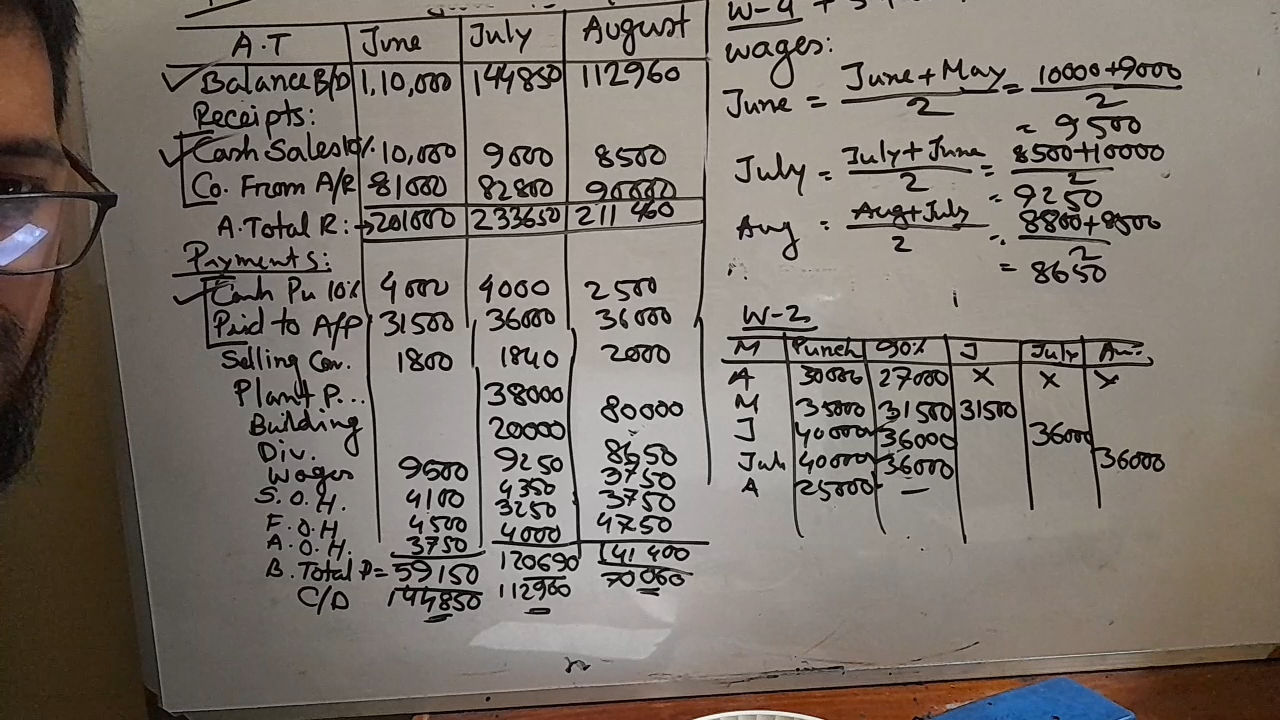 A.T June July August
Balance B/D 1,10,000 144850 112960
Receipts:
Cash Sales 10%. 10,000 9000 8500
Co. From A/R 81000 82800 90000
A. Total R: → 201000 233650 211460
Payments:
Cash Pu 10% 4000 4000 2500
Paid to A/P 31500 36000 36000
Selling Con. 1800 1840 2000
Plant P... 38000
Building 20000 80000
Div.
Wages 9500 9250 8650
S.O.H. 4100 4350 3750
F.O.H 4500 3250 3750
A.O.H. 3750 4000 4750
B. Total P= 59150 120690 141400
C/D 144850 112960 70060
W-4
Wages:
June = June + May / 2 = 10000 + 9000 / 2
= 9500
July = July + June / 2 = 8500 + 10000 / 2
= 9250
Aug = Aug + July / 2 = 8800 + 8500 / 2
= 8650
W-2
M Purch 90% J July Au.
A 30000 27000 X X X
M 35000 31500 31500
J 40000 36000 36000
July 40000 36000 36000
A 25000 —